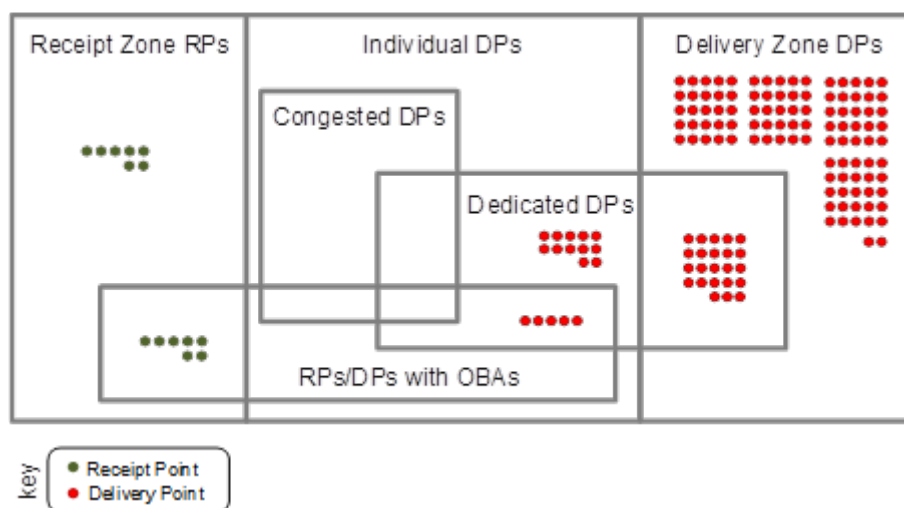 Receipt Zone RPs
Individual DPs
Delivery Zone DPs
Congested DPs
Dedicated DPs
RPs/DPs with OBAs
key
Receipt Point
Delivery Point